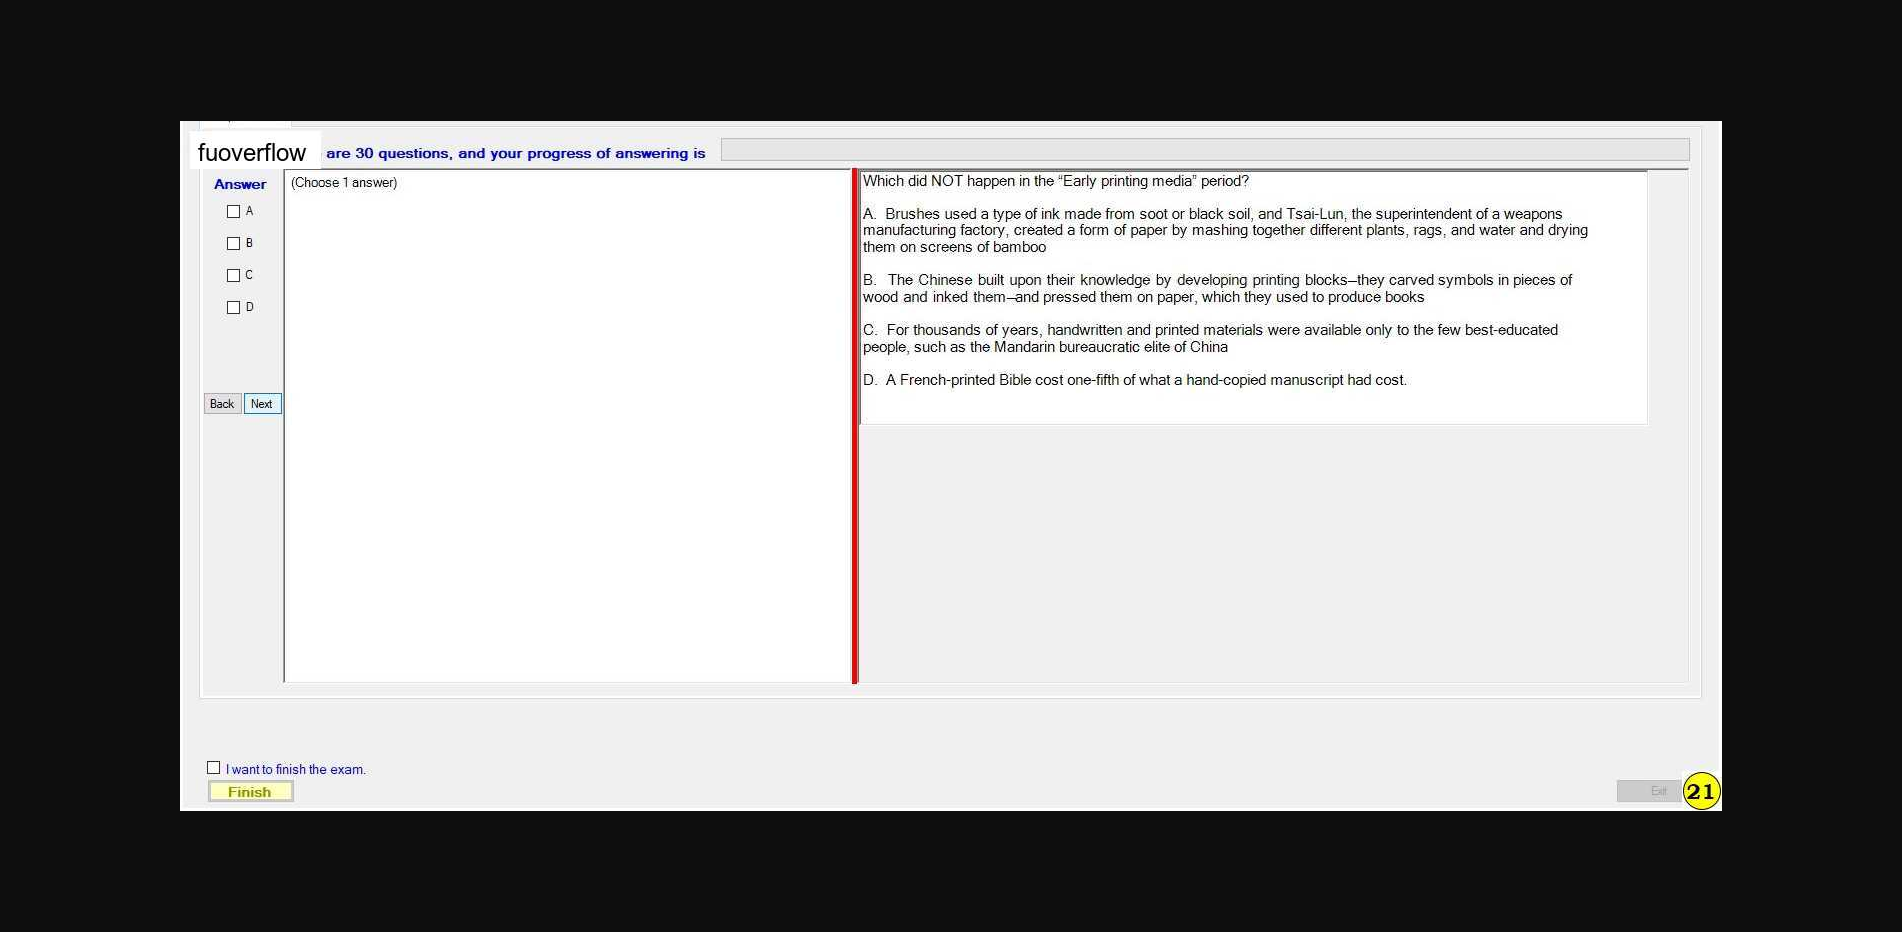 fuoverflow are 30 questions, and your progress of answering is
Answer
A
B
C
D
Back Next
(Choose 1 answer)
Which did NOT happen in the “Early printing media” period?
A. Brushes used a type of ink made from soot or black soil, and Tsai-Lun, the superintendent of a weapons
manufacturing factory, created a form of paper by mashing together different plants, rags, and water and drying
them on screens of bamboo
B. The Chinese built upon their knowledge by developing printing blocks–they carved symbols in pieces of
wood and inked them–and pressed them on paper, which they used to produce books
C. For thousands of years, handwritten and printed materials were available only to the few best-educated
people, such as the Mandarin bureaucratic elite of China
D. A French-printed Bible cost one-fifth of what a hand-copied manuscript had cost.
I want to finish the exam.
Finish
Exit
21